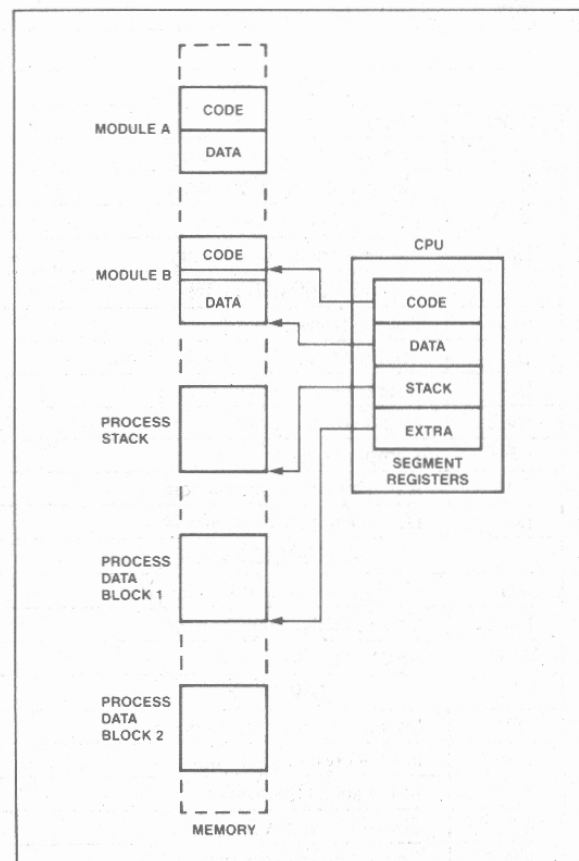 CODE
MODULE A
DATA
CODE
MODULE B
DATA
CPU
CODE
DATA
STACK
EXTRA
SEGMENT
REGISTERS
PROCESS
STACK
PROCESS
DATA
BLOCK 1
PROCESS
DATA
BLOCK 2
MEMORY